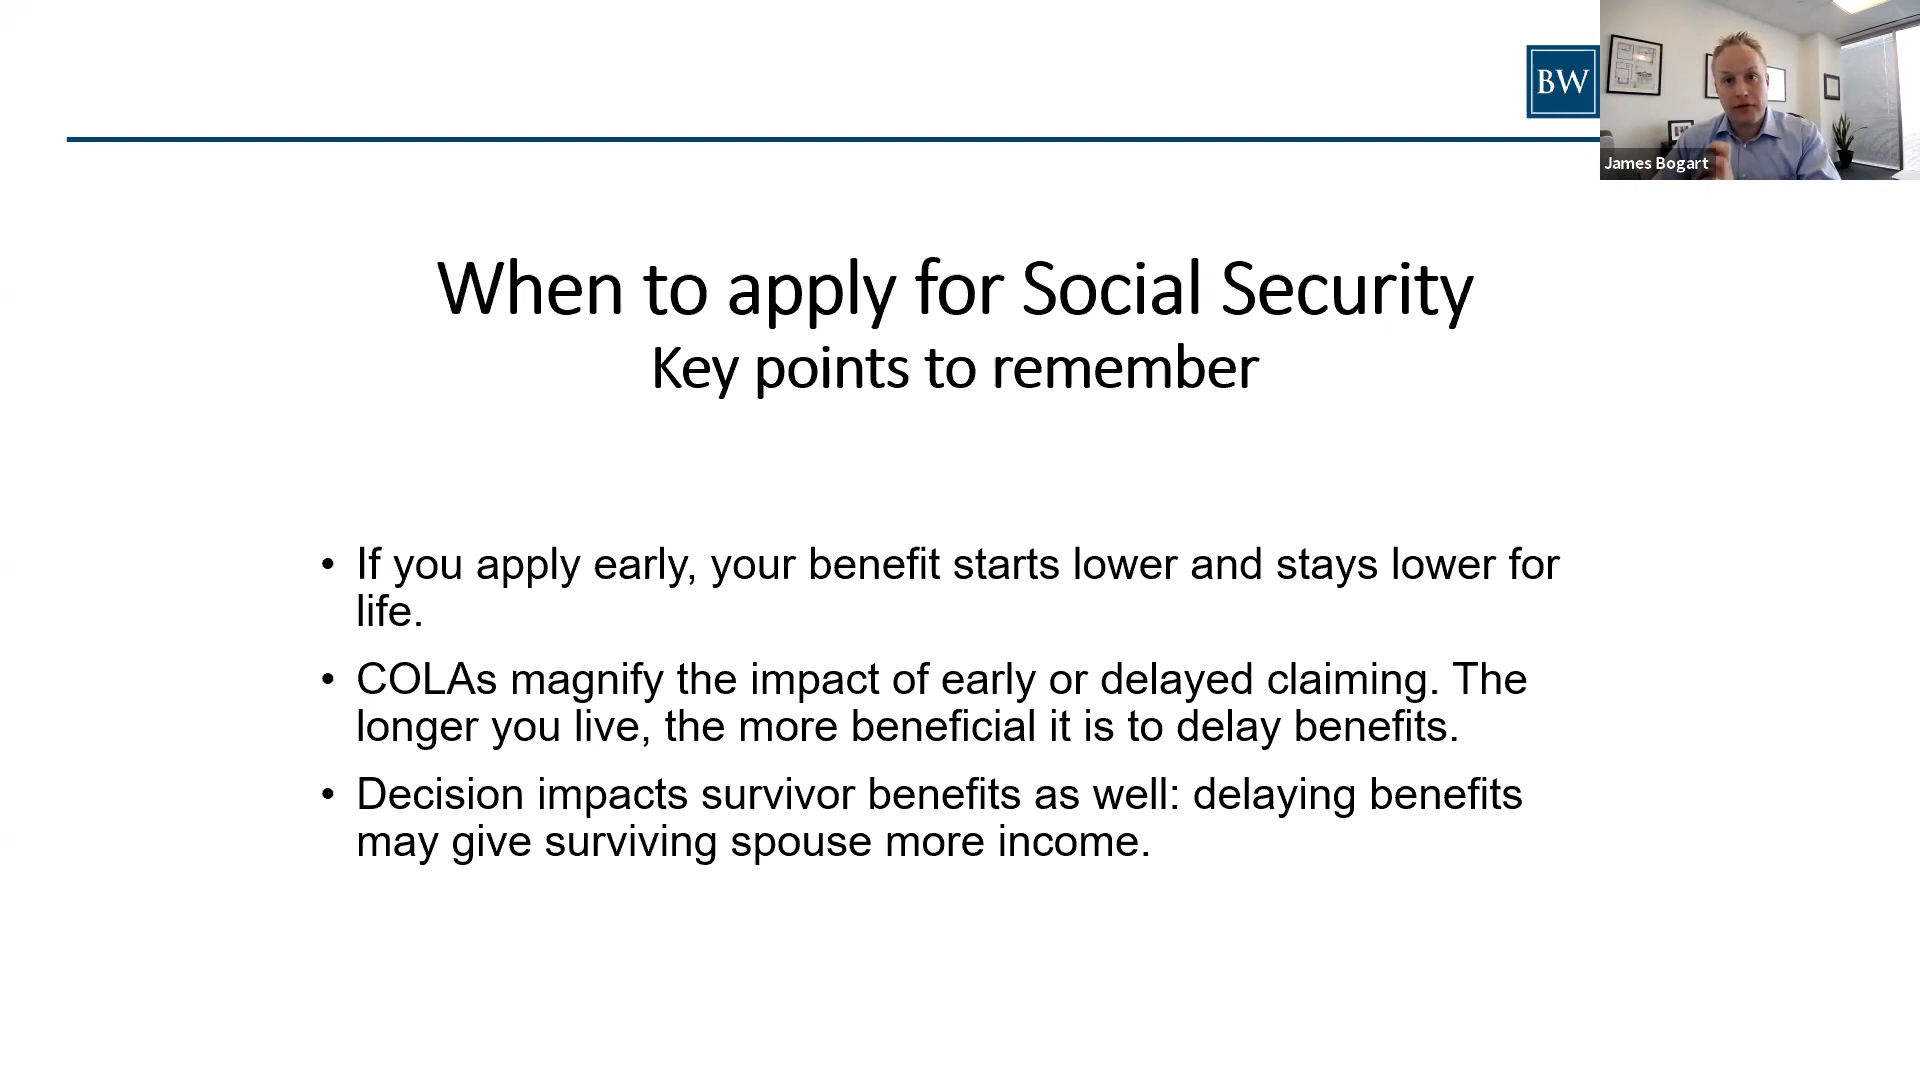 BW
James Bogart
When to apply for Social Security
Key points to remember
• If you apply early, your benefit starts lower and stays lower for
life.
• COLAs magnify the impact of early or delayed claiming. The
longer you live, the more beneficial it is to delay benefits.
• Decision impacts survivor benefits as well: delaying benefits
may give surviving spouse more income.